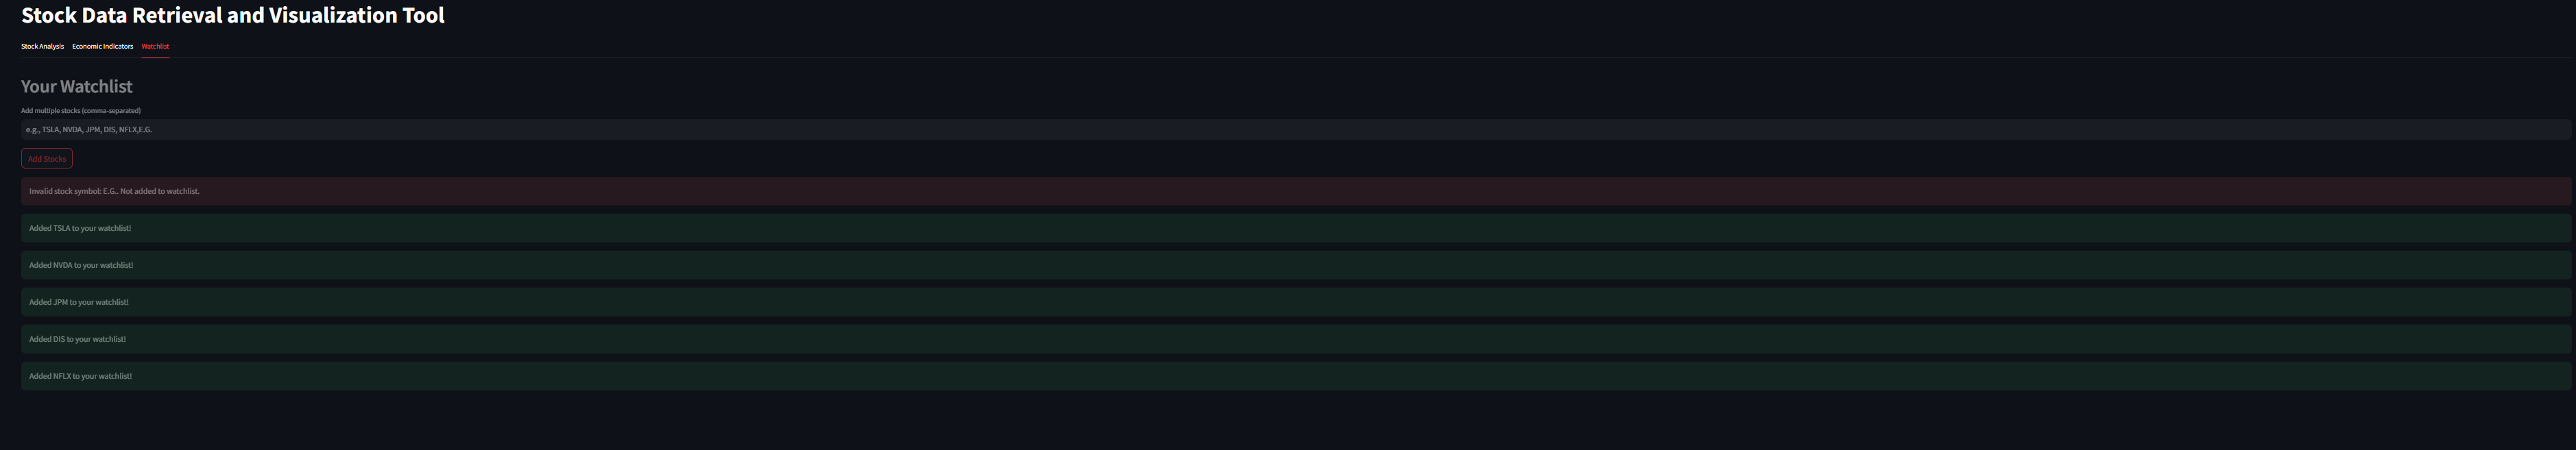 Stock Data Retrieval and Visualization Tool
Stock Analysis Economic Indicators Watchlist
Your Watchlist
Add multiple stocks (comma-separated)
e.g., TSLA, NVDA, JPM, DIS, NFLX,E.G.
Add Stocks
Invalid stock symbol: E.G.. Not added to watchlist.
Added TSLA to your watchlist!
Added NVDA to your watchlist!
Added JPM to your watchlist!
Added DIS to your watchlist!
Added NFLX to your watchlist!